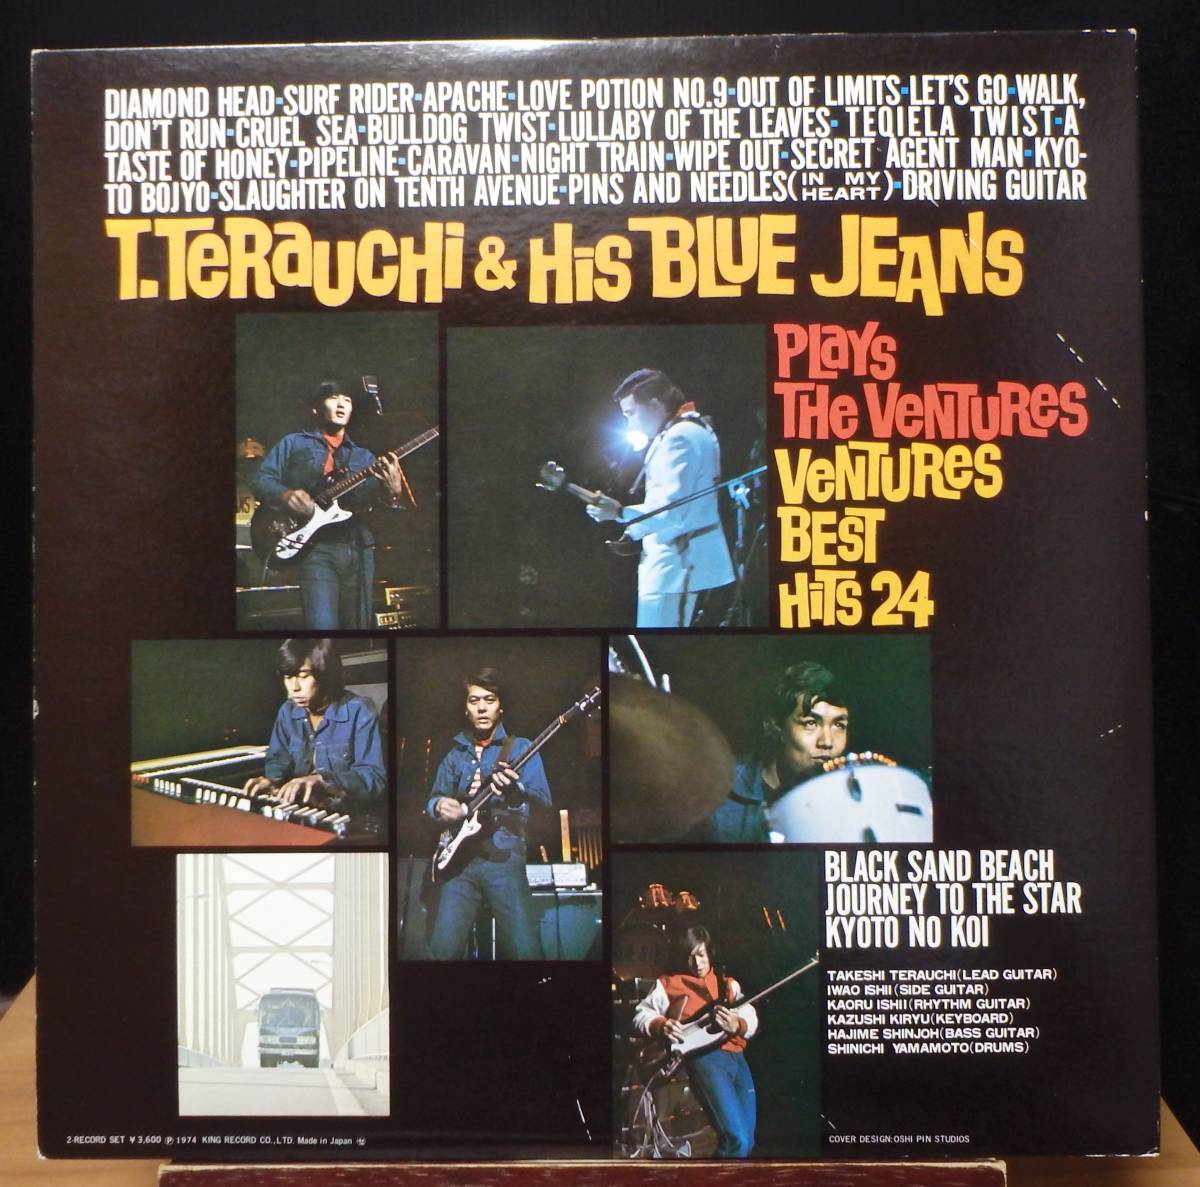 DIAMOND HEAD-SURF RIDER-APACHE-LOVE POTION NO.9-OUT OF LIMITS-LET'S GO-WALK,
DON'T RUN-CRUEL SEA-BULLDOG TWIST-LULLABY OF THE LEAVES-TEQIELA TWIST-A
TASTE OF HONEY-PIPELINE-CARAVAN-NIGHT TRAIN-WIPE OUT-SECRET AGENT MAN-KYO-
TO BOJYO-SLAUGHTER ON TENTH AVENUE-PINS AND NEEDLES(IN MY HEART)-DRIVING GUITAR
T.TERAUCHI & HIS BLUE JEANS
PLAYS
THE VENTURES
VENTURES
BEST
HITS 24
BLACK SAND BEACH
JOURNEY TO THE STAR
KYOTO NO KOI
TAKESHI TERAUCHI(LEAD GUITAR)
IWAO ISHII(SIDE GUITAR)
KAORU ISHII(RHYTHM GUITAR)
KAZUSHI KIRYU(KEYBOARD)
HAJIME SHINJOH(BASS GUITAR)
SHINICHI YAMAMOTO(DRUMS)
2-RECORD SET ¥3,600 Ⓟ 1974 KING RECORD CO.,LTD. Made in Japan
COVER DESIGN:OSHI PIN STUDIOS